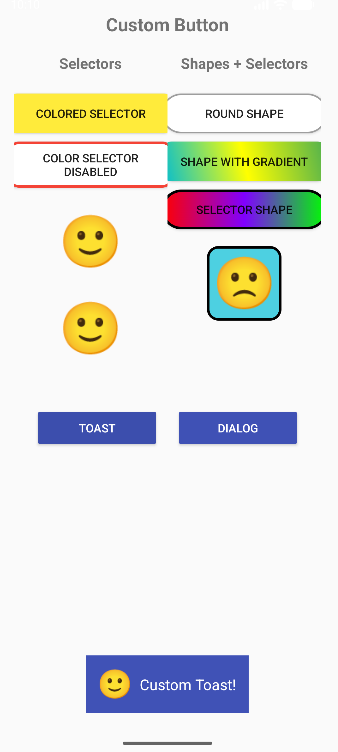 Custom Button
Selectors
Shapes + Selectors
COLORED SELECTOR
ROUND SHAPE
COLOR SELECTOR
DISABLED
SHAPE WITH GRADIENT
SELECTOR SHAPE
TOAST
DIALOG
Custom Toast!